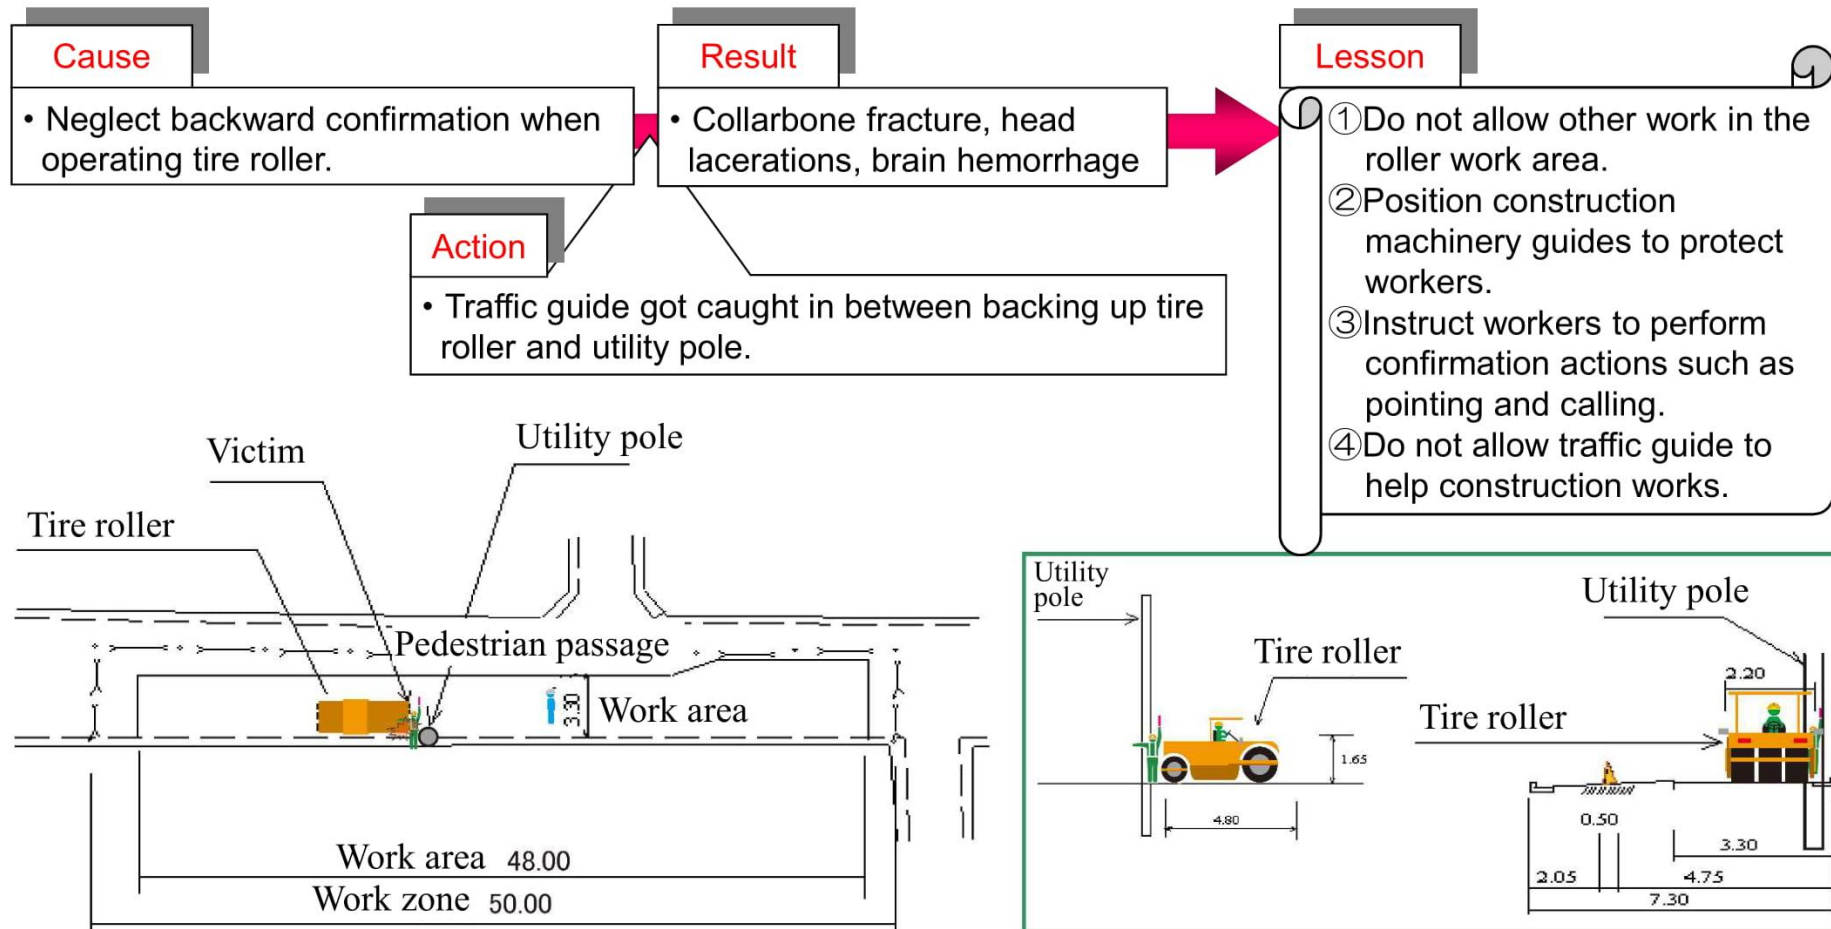 Cause
• Neglect backward confirmation when
operating tire roller.
Result
• Collarbone fracture, head
lacerations, brain hemorrhage
Action
• Traffic guide got caught in between backing up tire
roller and utility pole.
Lesson
①Do not allow other work in the
roller work area.
②Position construction
machinery guides to protect
workers.
③Instruct workers to perform
confirmation actions such as
pointing and calling.
④Do not allow traffic guide to
help construction works.
Utility pole
Victim
Tire roller
Pedestrian passage
3.30
Work area
Work area 48.00
Work zone 50.00
Utility
pole
Tire roller
1.65
4.80
Utility pole
2.20
Tire roller
0.50
3.30
2.05
4.75
7.30